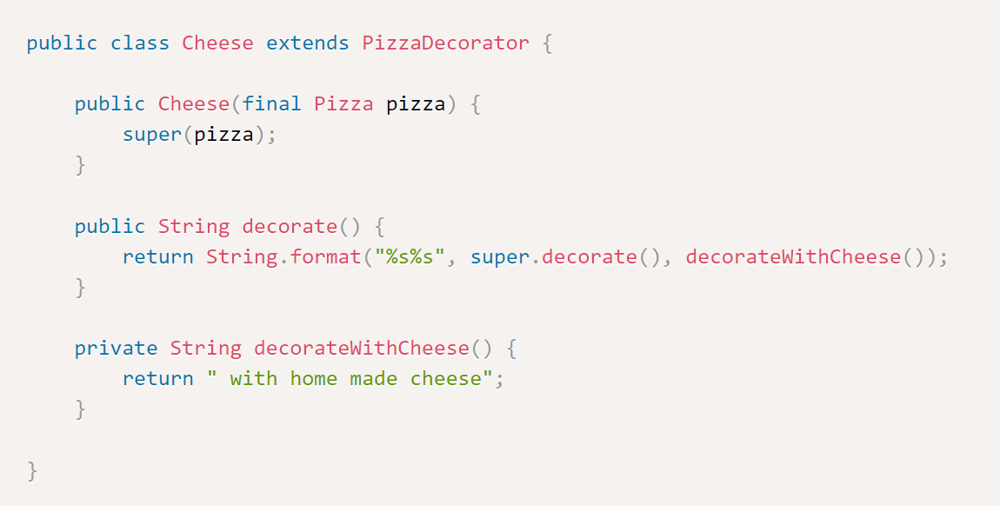 public class Cheese extends PizzaDecorator {
public Cheese(final Pizza pizza) {
super(pizza);
}
public String decorate() {
return String.format("%s%s", super.decorate(), decorateWithCheese());
}
private String decorateWithCheese() {
return " with home made cheese";
}
}